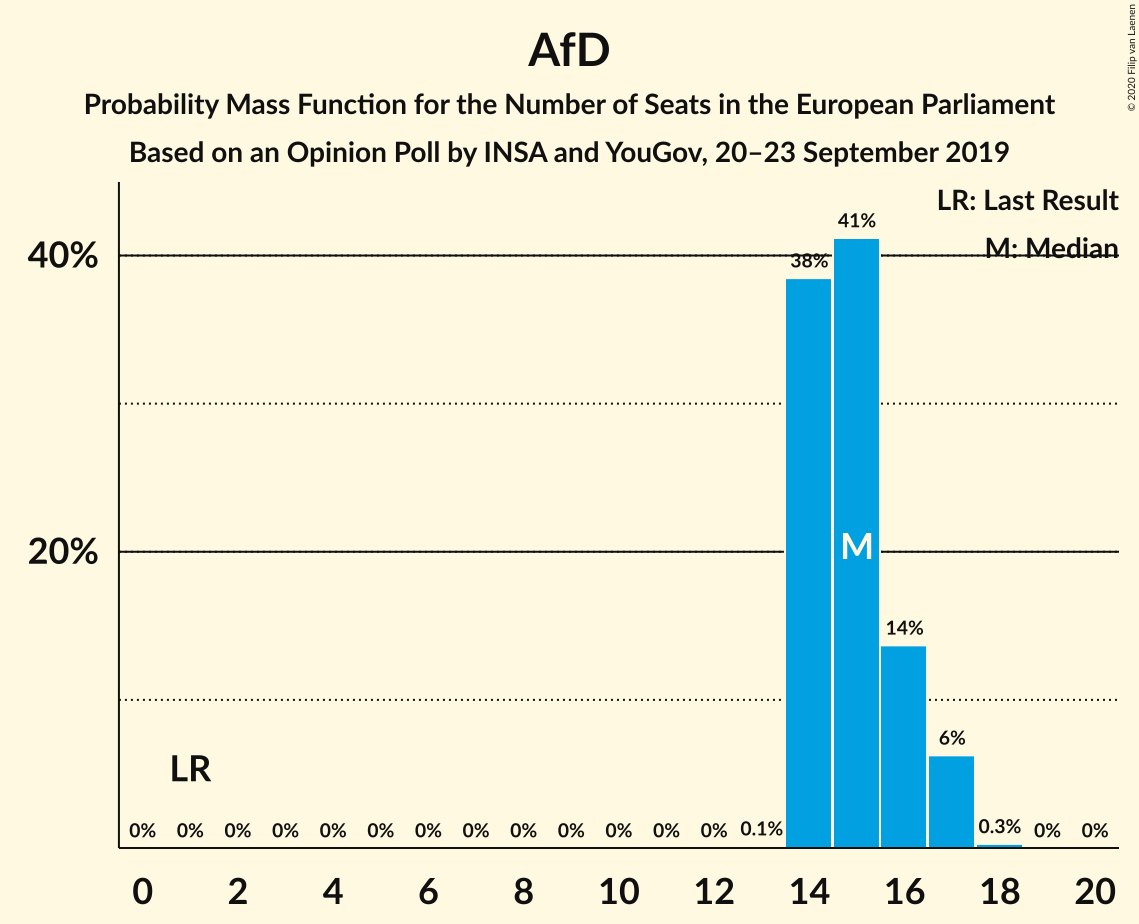 AfD
Probability Mass Function for the Number of Seats in the European Parliament
Based on an Opinion Poll by INSA and YouGov, 20–23 September 2019
© 2020 Filip van Laenen
LR: Last Result
M: Median
40%
20%
41%
38%
M
14%
6%
LR
0% 0% 0% 0% 0% 0% 0% 0% 0% 0% 0% 0% 0% 0.1% 0.3% 0% 0%
0 2 4 6 8 10 12 14 16 18 20